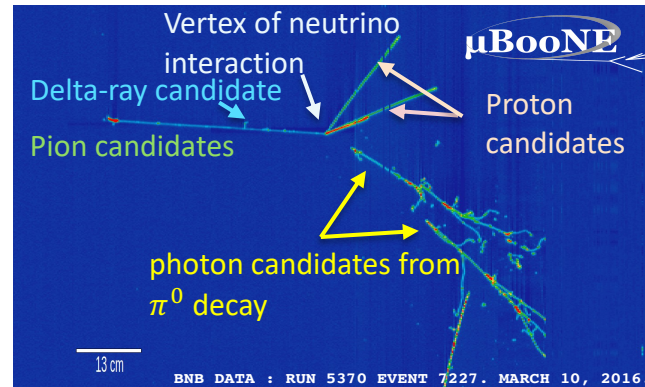 Vertex of neutrino
interaction
µBooNE
Delta-ray candidate
Proton
candidates
Pion candidates
photon candidates from
π⁰ decay
13 cm
BNB DATA : RUN 5370 EVENT 7227. MARCH 10, 2016